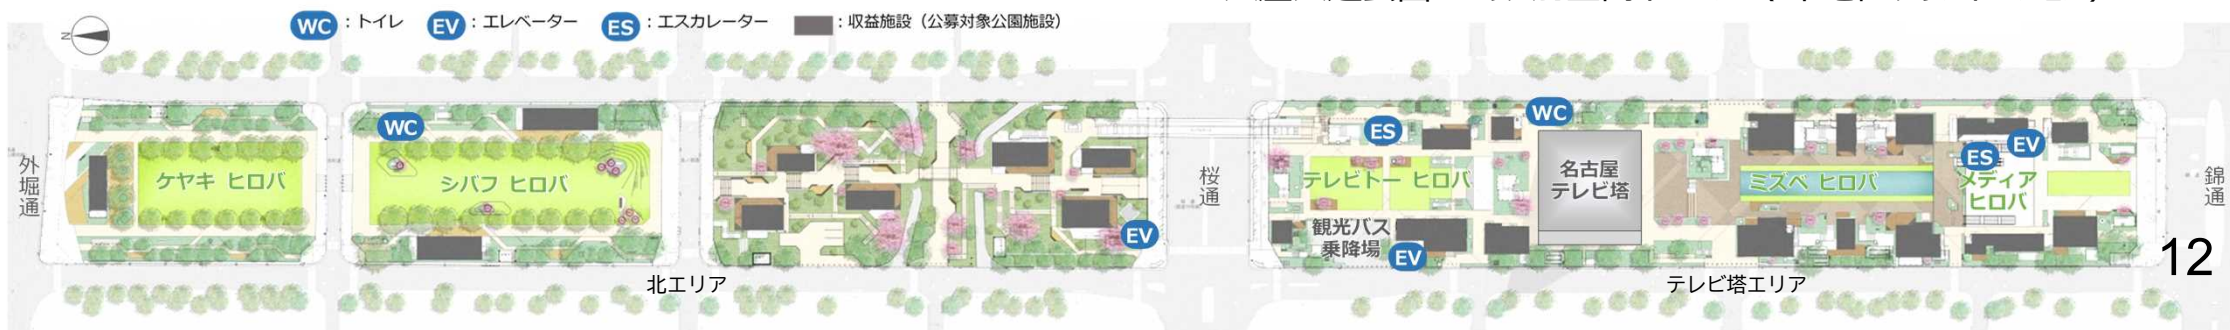 WC：トイレ EV：エレベーター ES：エスカレーター ：収益施設（公募対象公園施設）
N
外堀通
ケヤキ ヒロバ
WC
シバフ ヒロバ
EV
北エリア
桜通
ES
テレビトー ヒロバ
観光バス
乗降場
EV
WC
名古屋
テレビ塔
ミズベ ヒロバ
ES
EV
メディア
ヒロバ
テレビ塔エリア
錦通
12